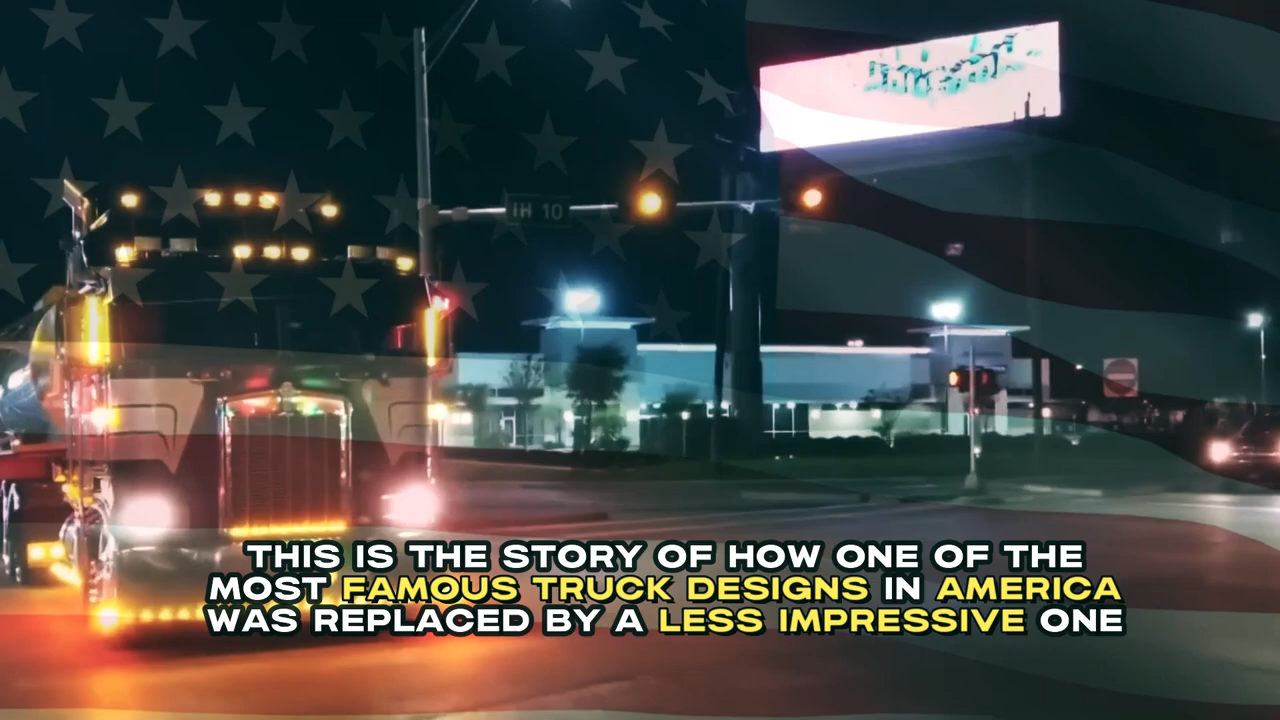 IH 10
THIS IS THE STORY OF HOW ONE OF THE
MOST FAMOUS TRUCK DESIGNS IN AMERICA
WAS REPLACED BY A LESS IMPRESSIVE ONE